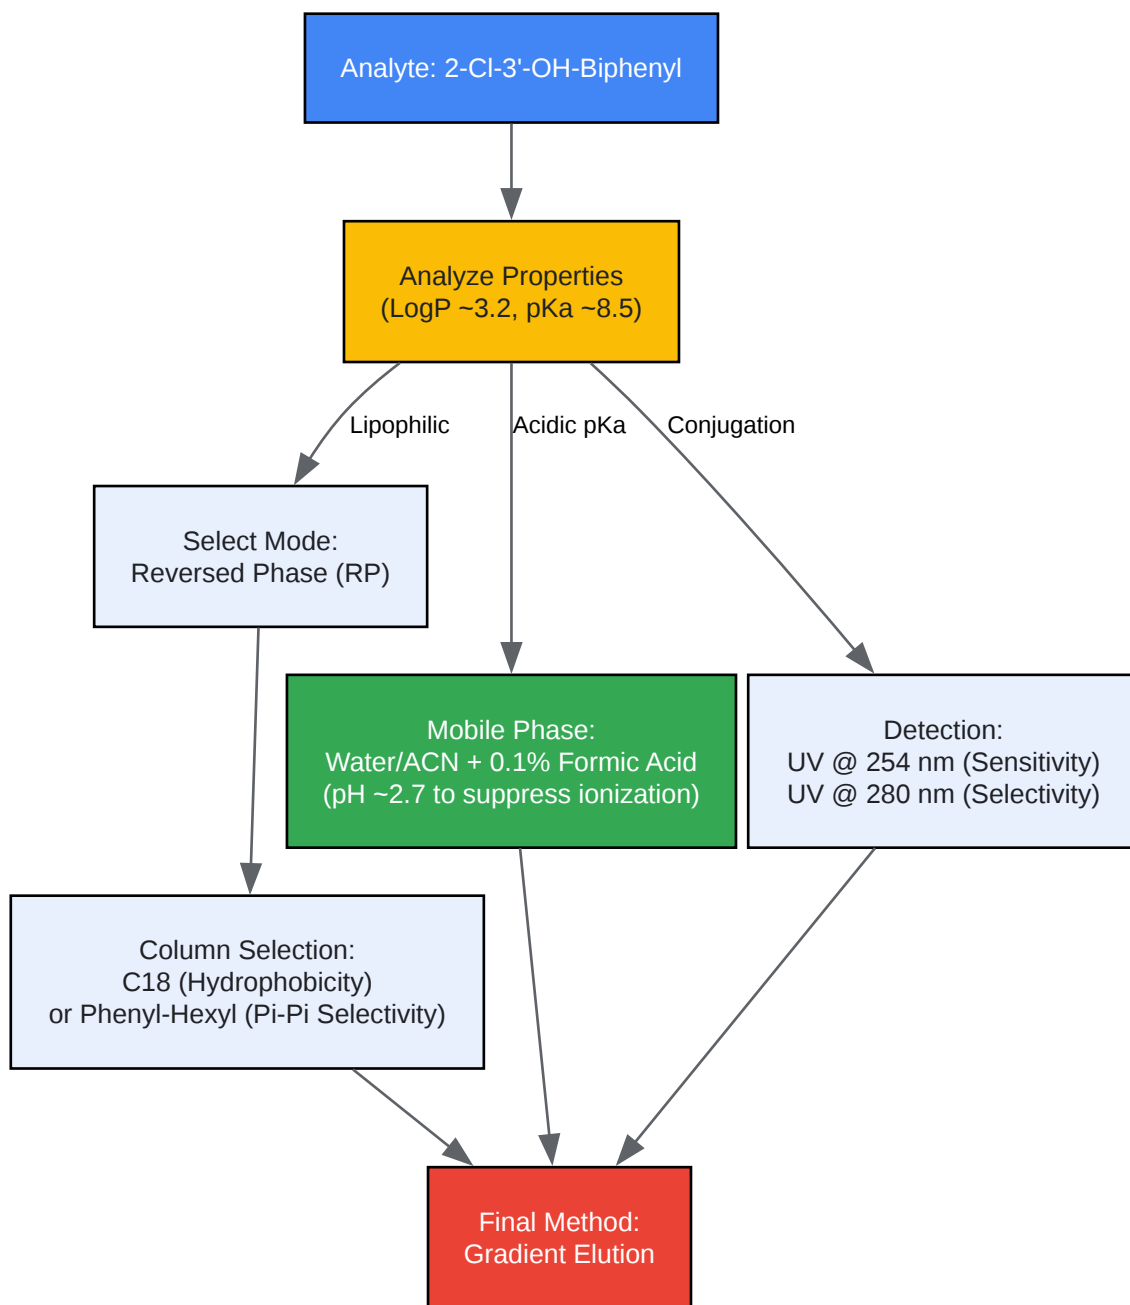 Analyte: 2-Cl-3'-OH-Biphenyl
Analyze Properties
(LogP ~3.2, pKa ~8.5)
Lipophilic
Acidic pKa
Conjugation
Select Mode:
Reversed Phase (RP)
Mobile Phase:
Water/ACN + 0.1% Formic Acid
(pH ~2.7 to suppress ionization)
Detection:
UV @ 254 nm (Sensitivity)
UV @ 280 nm (Selectivity)
Column Selection:
C18 (Hydrophobicity)
or Phenyl-Hexyl (Pi-Pi Selectivity)
Final Method:
Gradient Elution